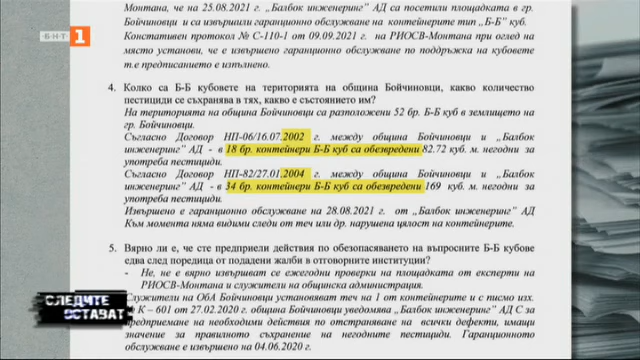 БНТ 1
Монтана, че на 25.08.2021 г. „Балбок инженеринг" АД са посетили площадката в гр.
Бойчиновци и са извършили гаранционно обслужване на контейнерите тип „Б-Б" куб.
Констативен протокол № С-110-1 от 09.09.2021 г. на РИОСВ-Монтана при оглед на
място установи, че е извършено гаранционно обслужване по поддръжка на кубовете
т.е предписанието е изпълнено.
4. Колко са Б-Б кубовете на територията на община Бойчиновци, какво количество
пестициди се съхранява в тях, какво е състоянието им?
На територията на община Бойчиновци са разположени 52 бр. Б-Б куб в землището на
гр. Бойчиновци.
Съгласно Договор НП-06/16.07.2002 г. между община Бойчиновци и „Балбок
инженеринг" АД - в 18 бр. контейнери Б-Б куб са обезвредени 82.72 куб. м. негодни за
употреба пестициди.
Съгласно Договор НП-82/27.01.2004 г. между община Бойчиновци и „Балбок
инженеринг" АД - в 34 бр. контейнери Б-Б куб са обезвредени 169 куб. м. негодни за
употреба пестициди.
Извършено е гаранционно обслужване на 28.08.2021 г. от „Балбок инженеринг" АД
Към момента няма видими следи от теч или др. нарушена цялост на контейнерите.
5. Вярно ли е, че сте предприели действия по обезопасяването на въпросните Б-Б кубове
едва след поредица от подадени жалби в отговорните институции?
- Не, не е вярно извършват се ежегодни проверки на площадката от експерти на
РИОСВ-Монтана и служители на общинска администрация.
Служители на ОбА Бойчиновци установяват теч на 1 от контейнерите и с писмо изх.
№ К – 601 от 27.02.2020 г. община Бойчиновци уведомява „Балбок инженеринг" АД С за
предприемане на необходими действия по отстраняване на всички дефекти, имащи
значение за правилното съхранение на негодните пестициди. Гаранционното
обслужване е извършено на 04.06.2020 г.
СЛЕДИТЕ
ОСТАВАТ